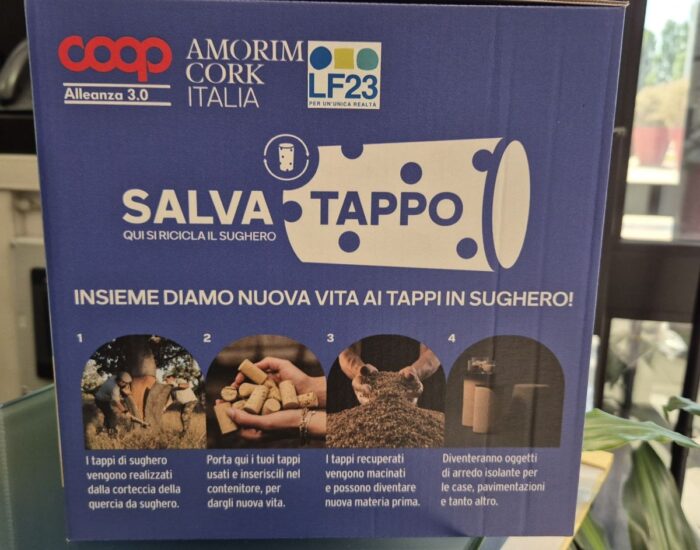 coop
Alleanza 3.0
AMORIM
CORK
ITALIA
LF23
PER UN'UNICA REALTÀ
SALVA TAPPO
QUI SI RICICLA IL SUGHERO
INSIEME DIAMO NUOVA VITA AI TAPPI IN SUGHERO!
1
I tappi di sughero
vengono realizzati
dalla corteccia della
quercia da sughero.
2
Porta qui i tuoi tappi
usati e inseriscili nel
contenitore, per
dargli nuova vita.
3
I tappi recuperati
vengono macinati
e possono diventare
nuova materia prima.
4
Diventeranno oggetti
di arredo isolante per
le case, pavimentazioni
e tanto altro.